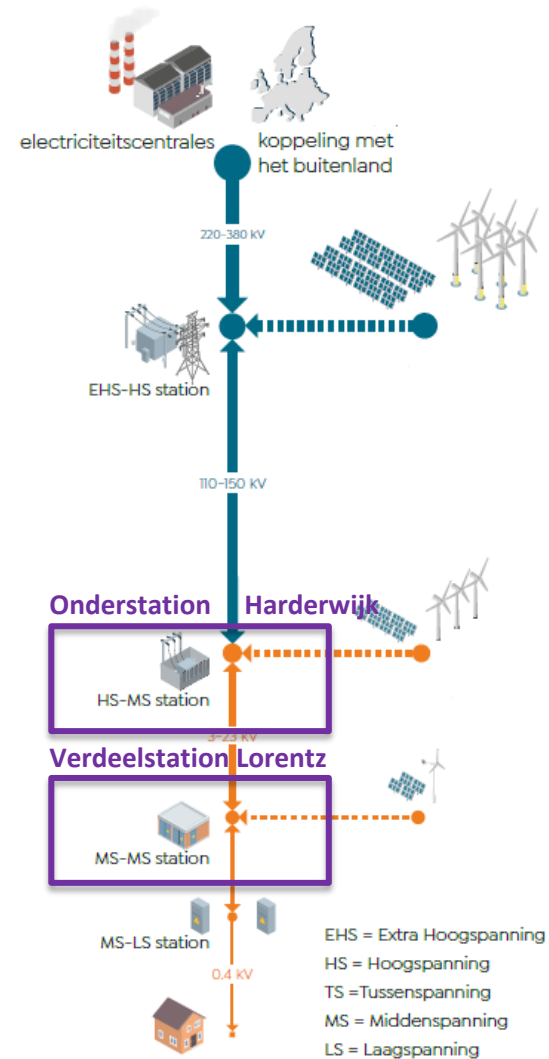 electriciteitscentrales
koppeling met
het buitenland
220-380 kV
EHS-HS station
110-150 kV
Onderstation Harderwijk
HS-MS station
3-23 kV
Verdeelstation Lorentz
MS-MS station
MS-LS station
0.4 kV
EHS = Extra Hoogspanning
HS = Hoogspanning
TS =Tussenspanning
MS = Middenspanning
LS = Laagspanning